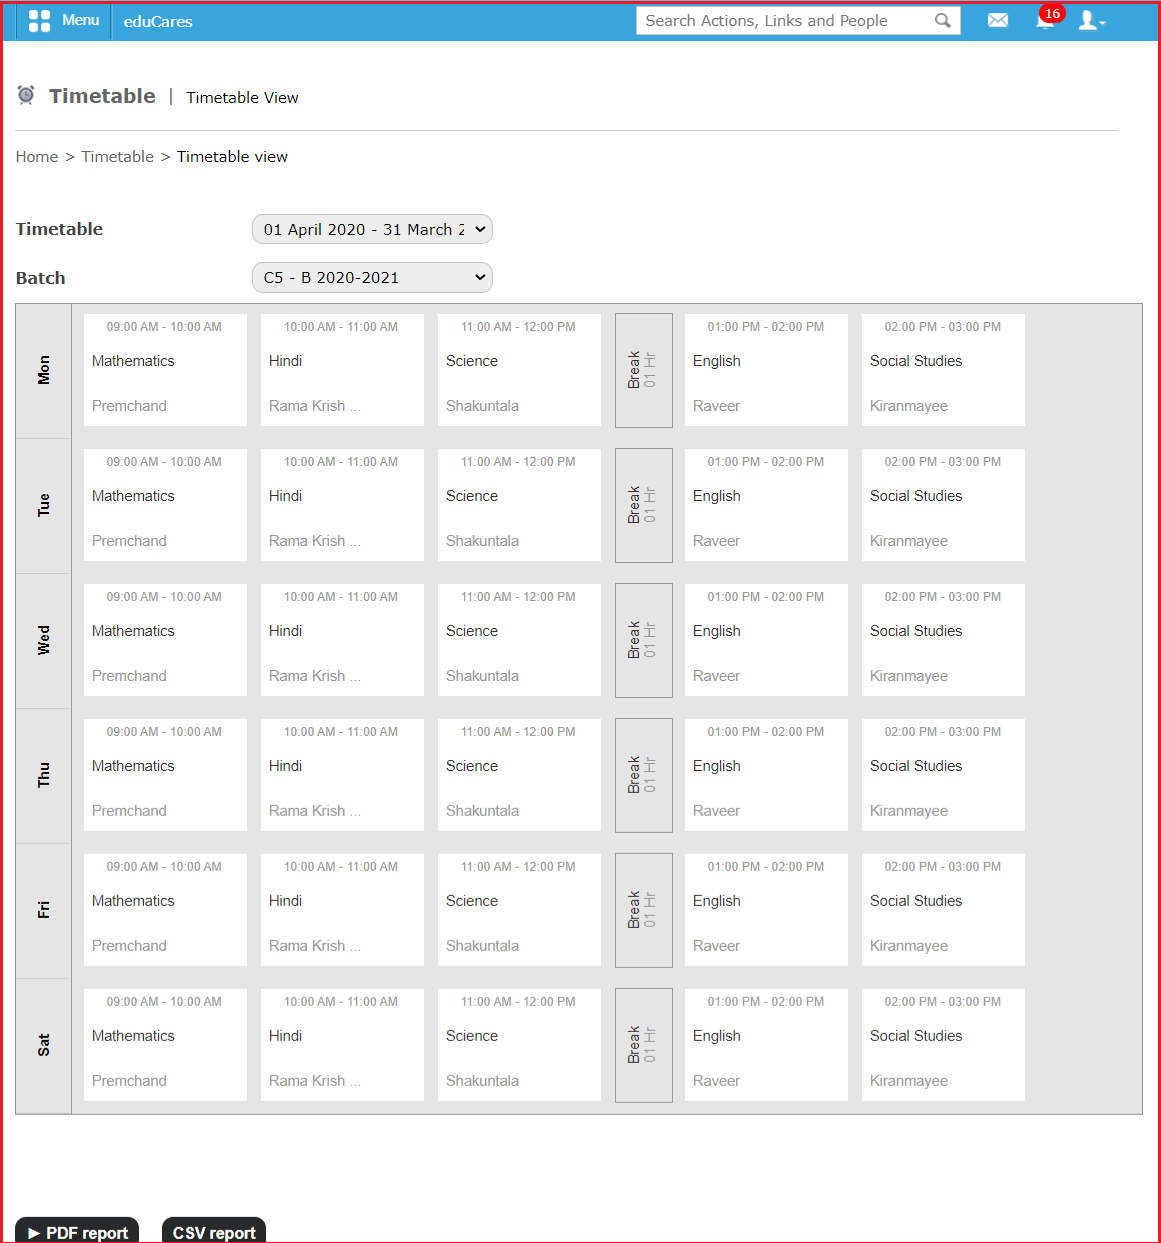 Menu eduCares Search Actions, Links and People 16
Timetable | Timetable View
Home > Timetable > Timetable view
Timetable 01 April 2020 - 31 March 2
Batch C5 - B 2020-2021
Mon
09:00 AM - 10:00 AM 10:00 AM - 11:00 AM 11:00 AM - 12:00 PM 01:00 PM - 02:00 PM 02:00 PM - 03:00 PM
Mathematics Hindi Science English Social Studies
Premchand Rama Krish ... Shakuntala Raveer Kiranmayee
Break
01 Hr
Tue
09:00 AM - 10:00 AM 10:00 AM - 11:00 AM 11:00 AM - 12:00 PM 01:00 PM - 02:00 PM 02:00 PM - 03:00 PM
Mathematics Hindi Science English Social Studies
Premchand Rama Krish ... Shakuntala Raveer Kiranmayee
Break
01 Hr
Wed
09:00 AM - 10:00 AM 10:00 AM - 11:00 AM 11:00 AM - 12:00 PM 01:00 PM - 02:00 PM 02:00 PM - 03:00 PM
Mathematics Hindi Science English Social Studies
Premchand Rama Krish ... Shakuntala Raveer Kiranmayee
Break
01 Hr
Thu
09:00 AM - 10:00 AM 10:00 AM - 11:00 AM 11:00 AM - 12:00 PM 01:00 PM - 02:00 PM 02:00 PM - 03:00 PM
Mathematics Hindi Science English Social Studies
Premchand Rama Krish ... Shakuntala Raveer Kiranmayee
Break
01 Hr
Fri
09:00 AM - 10:00 AM 10:00 AM - 11:00 AM 11:00 AM - 12:00 PM 01:00 PM - 02:00 PM 02:00 PM - 03:00 PM
Mathematics Hindi Science English Social Studies
Premchand Rama Krish ... Shakuntala Raveer Kiranmayee
Break
01 Hr
Sat
09:00 AM - 10:00 AM 10:00 AM - 11:00 AM 11:00 AM - 12:00 PM 01:00 PM - 02:00 PM 02:00 PM - 03:00 PM
Mathematics Hindi Science English Social Studies
Premchand Rama Krish ... Shakuntala Raveer Kiranmayee
Break
01 Hr
PDF report CSV report